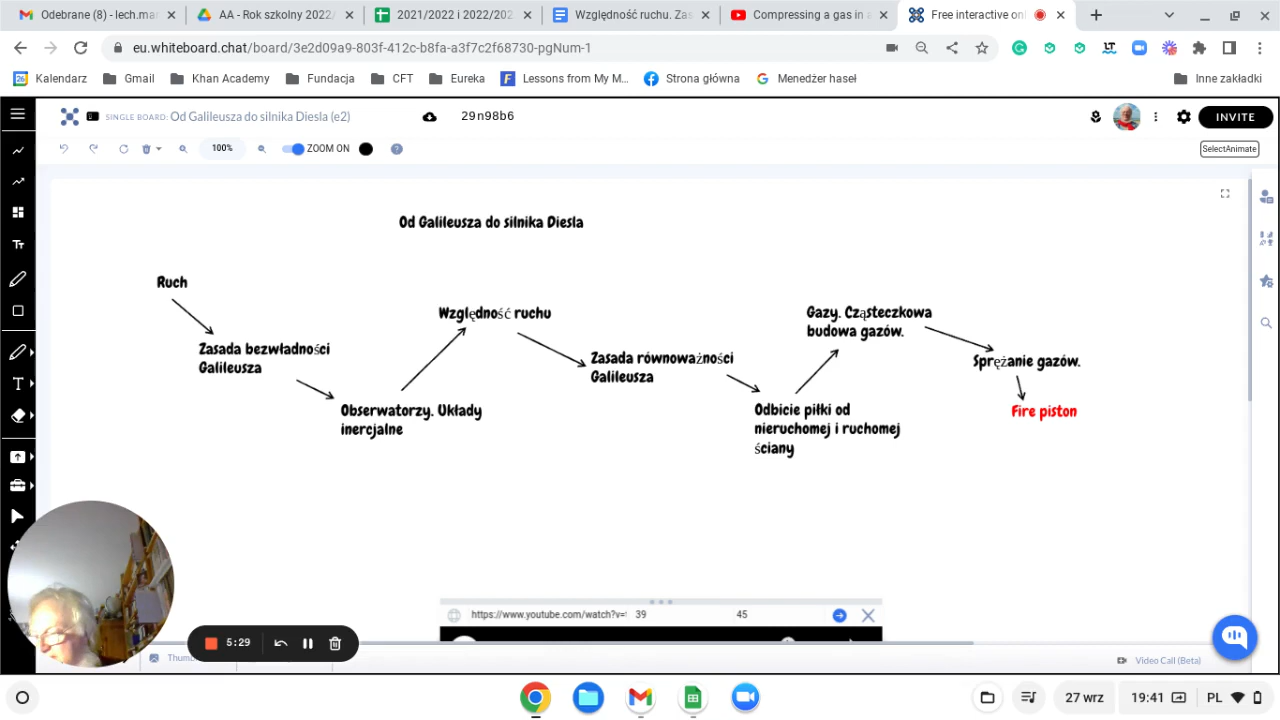 Odebrane (8) - lech.mar
AA - Rok szkolny 2022/
2021/2022 i 2022/202
Względność ruchu. Zas
Compressing a gas in a
Free interactive onl
eu.whiteboard.chat/board/3e2d09a9-803f-412c-b8fa-a3f7c2f68730-pgNum-1
Kalendarz
Gmail
Khan Academy
Fundacja
CFT
Eureka
Lessons from My M...
Strona główna
Menedżer haseł
Inne zakładki
SINGLE BOARD: Od Galileusza do silnika Diesla (e2)
29n98b6
INVITE
100%
ZOOM ON
SelectAnimate
Od Galileusza do silnika Diesla
Ruch
Zasada bezwładności
Galileusza
Obserwatorzy. Układy
inercjalne
Względność ruchu
Zasada równoważności
Galileusza
Odbicie piłki od
nieruchomej i ruchomej
ściany
Gazy. Cząsteczkowa
budowa gazów.
Sprężanie gazów.
Fire piston
https://www.youtube.com/watch?v=
39
45
5:29
Thum
Video Call (Beta)
27 wrz
19:41
PL